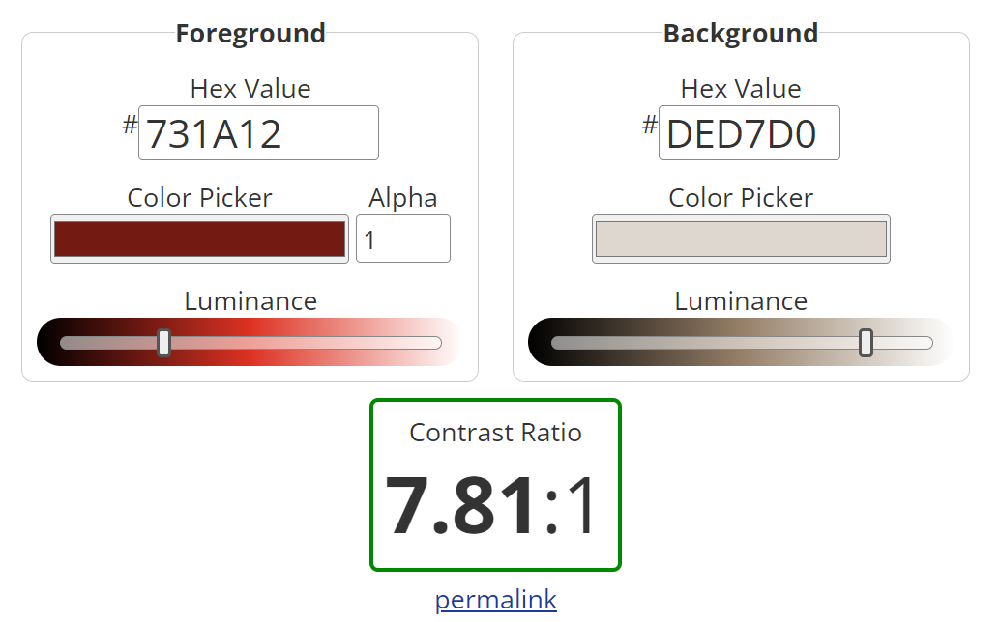 Foreground
Hex Value
#731A12
Color Picker Alpha
1
Luminance
Background
Hex Value
#DED7D0
Color Picker
Luminance
Contrast Ratio
7.81:1
permalink